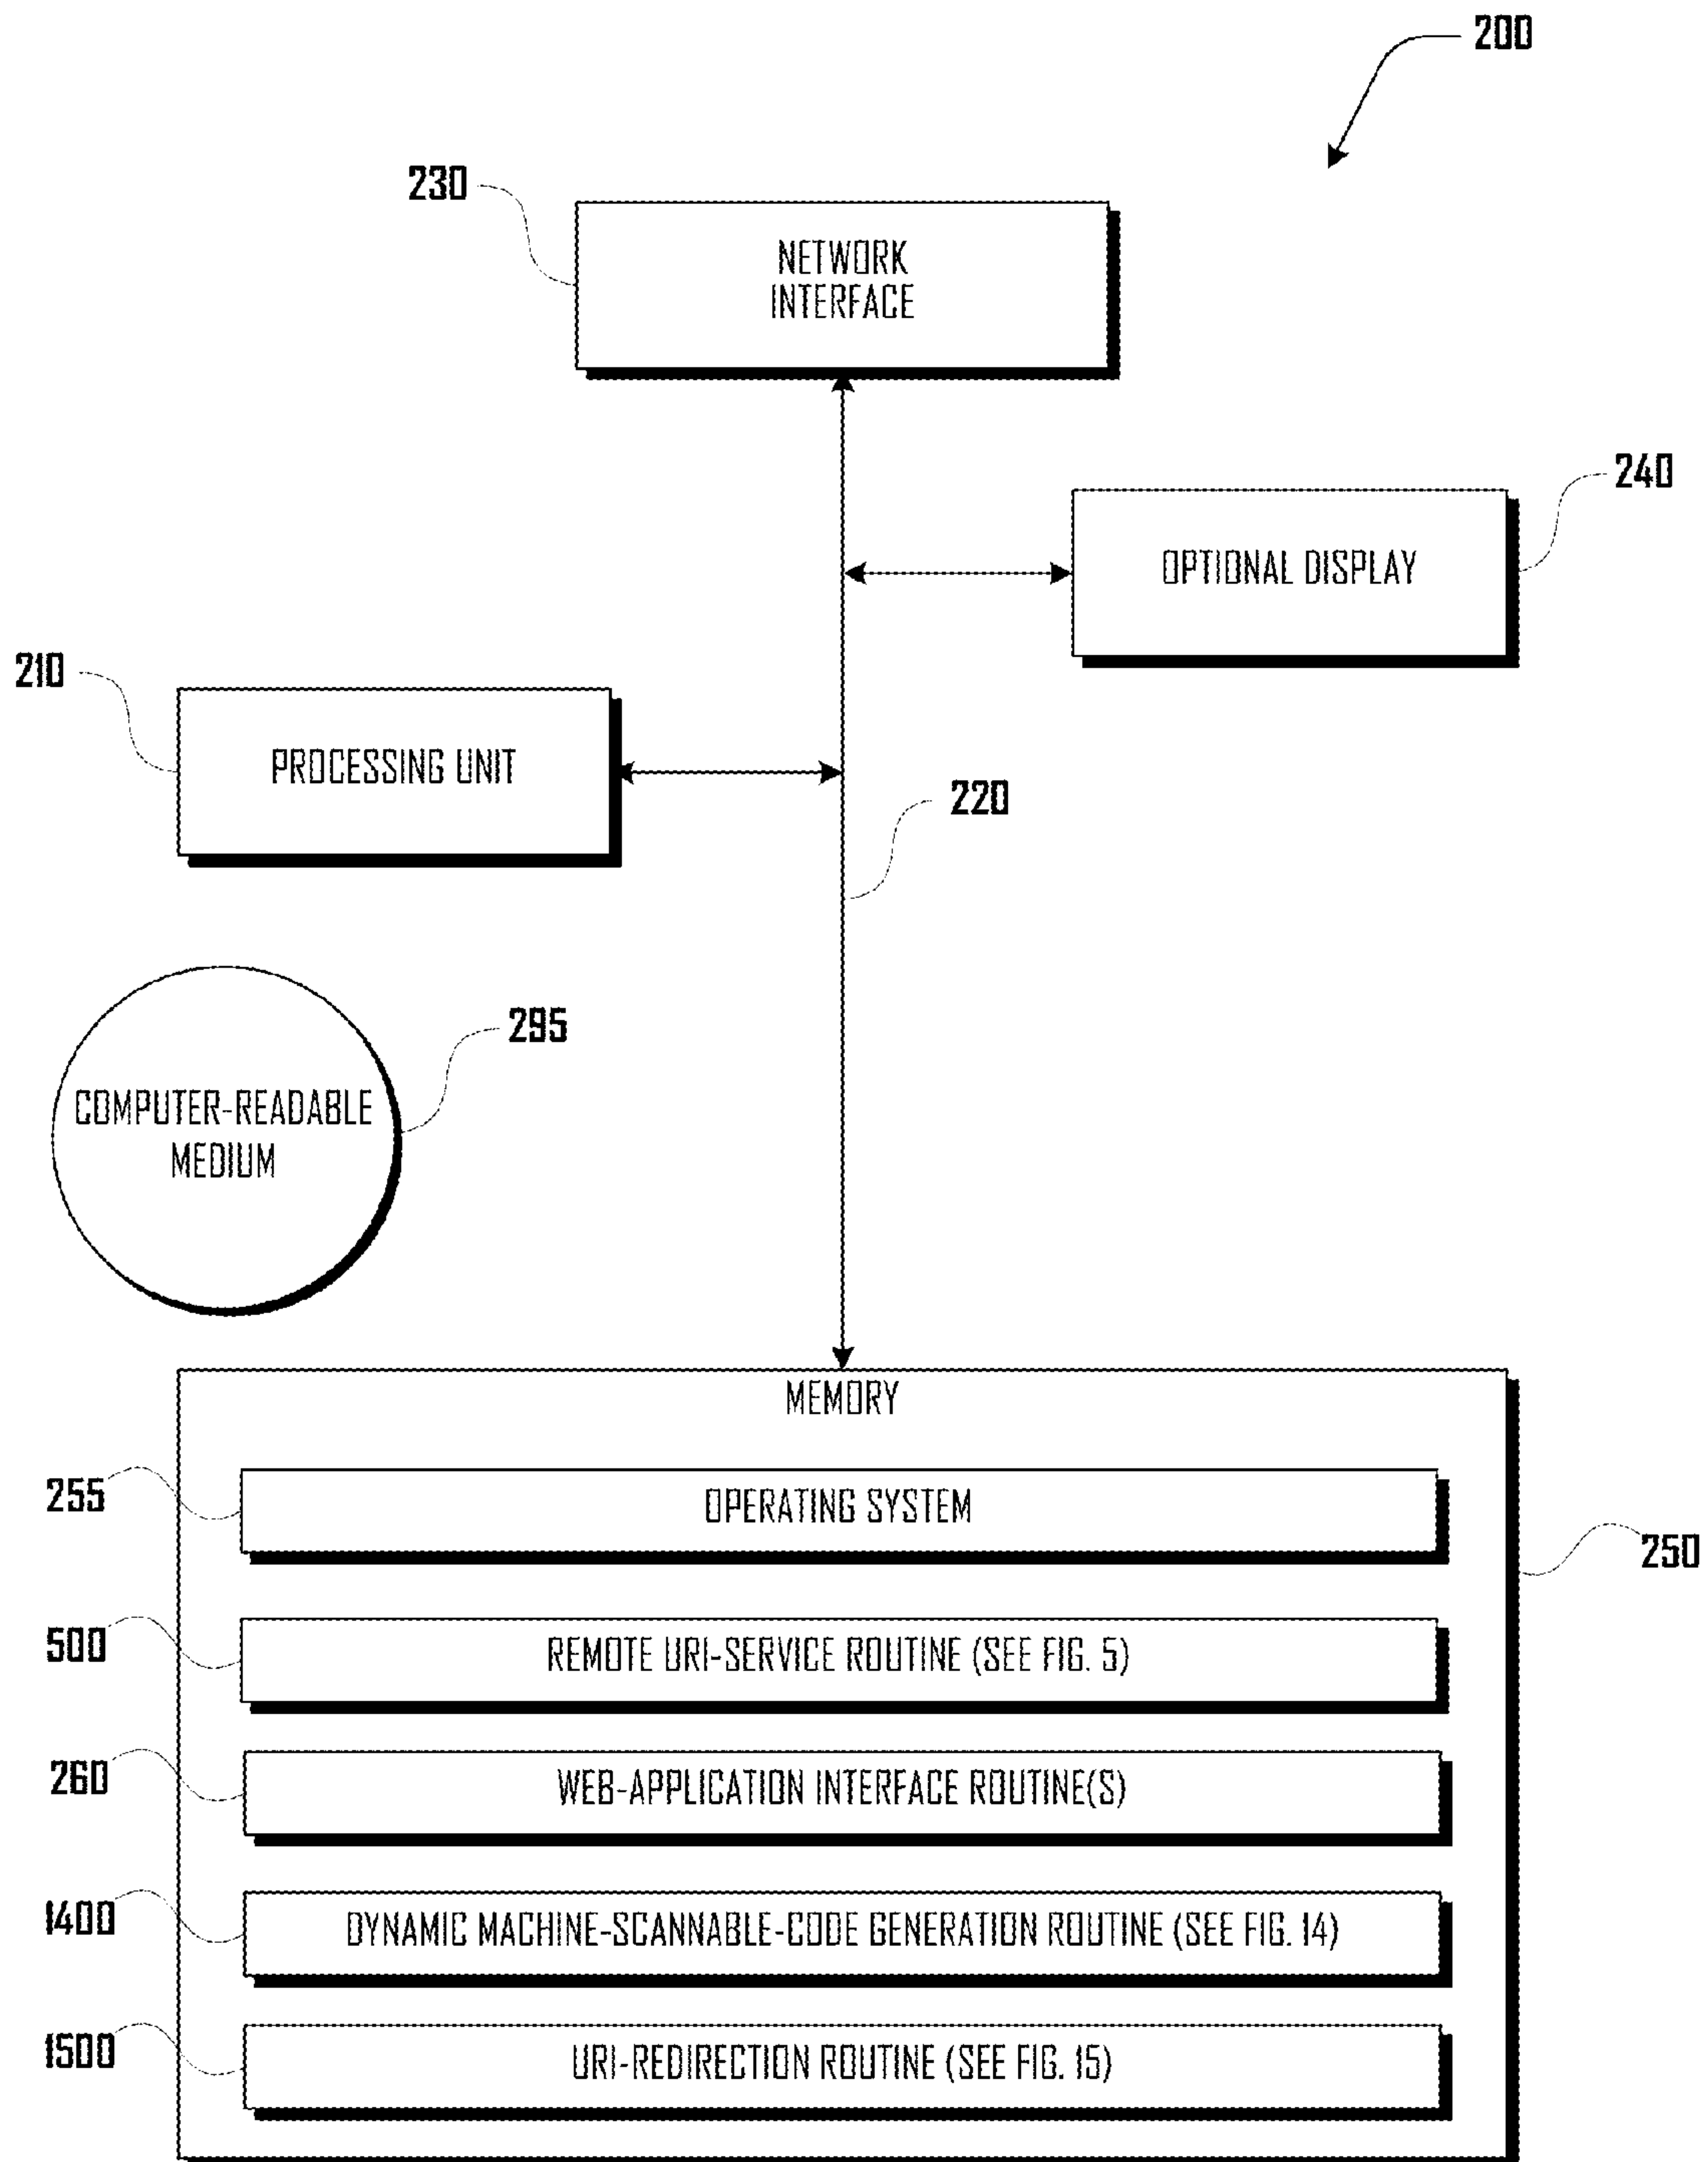 200
230
NETWORK
INTERFACE
240
OPTIONAL DISPLAY
210
PROCESSING UNIT
220
295
COMPUTER-READABLE
MEDIUM
MEMORY
255
OPERATING SYSTEM
250
500
REMOTE URI-SERVICE ROUTINE (SEE FIG. 5)
260
WEB-APPLICATION INTERFACE ROUTINE(S)
1400
DYNAMIC MACHINE-SCANNABLE-CODE GENERATION ROUTINE (SEE FIG. 14)
1500
URI-REDIRECTION ROUTINE (SEE FIG. 15)